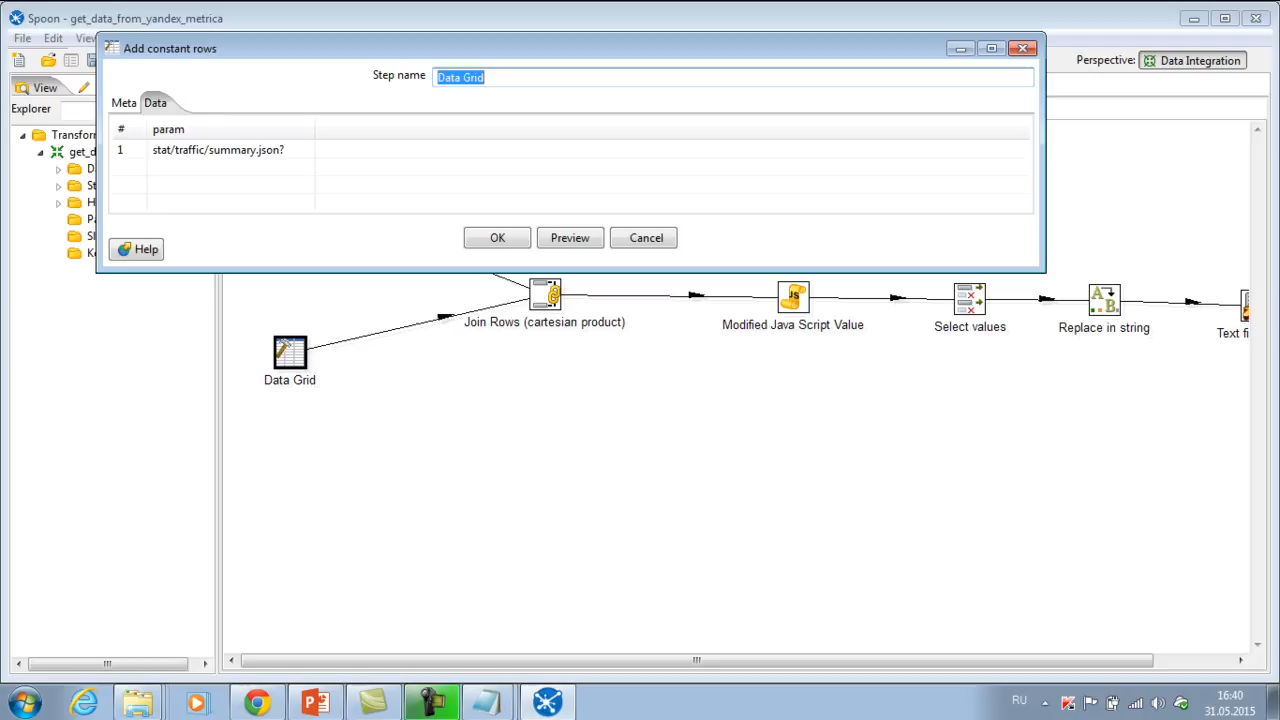 Spoon - get_data_from_yandex_metrica
File Edit View
Add constant rows
Perspective: Data Integration
Step name Data Grid
View
Meta Data
Explorer
# param
Transform
1 stat/traffic/summary.json?
OK Preview Cancel
Help
Join Rows (cartesian product)
Modified Java Script Value
Select values
Replace in string
Data Grid
RU
16:40
31.05.2015